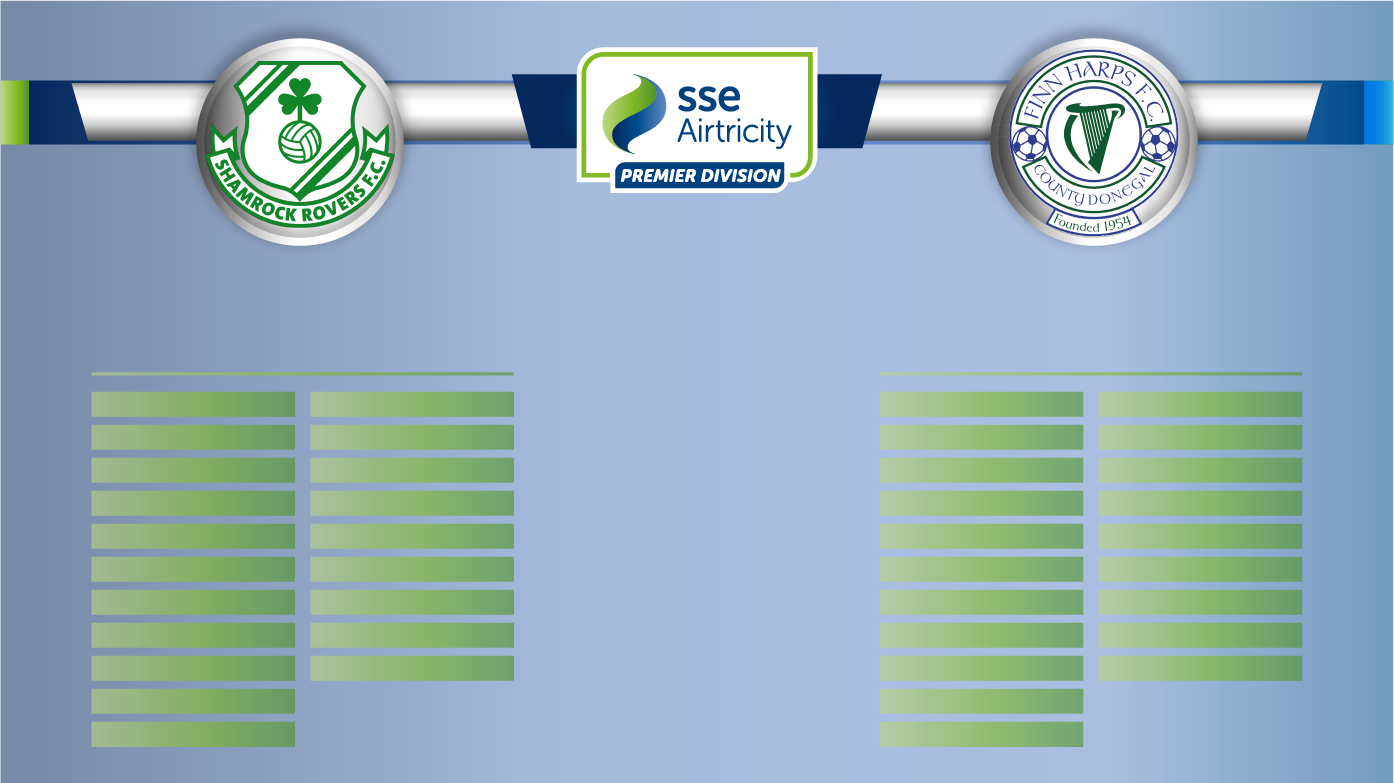 SHAMROCK ROVERS F.C.
sse
Airtricity
PREMIER DIVISION
FINN HARPS F.C.
COUNTY DONEGAL
Founded 1954